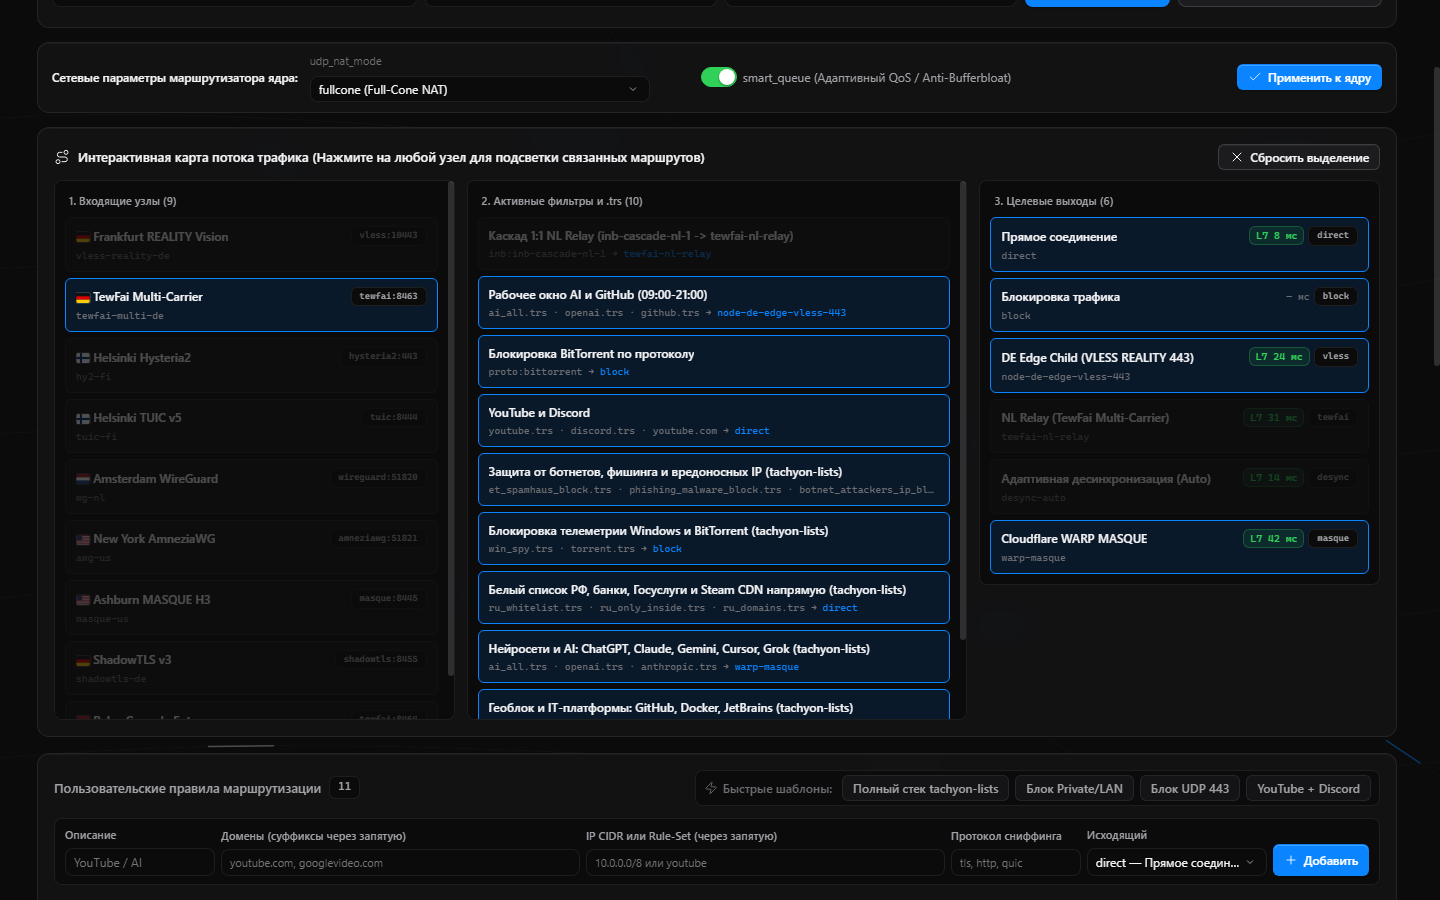 udp_nat_mode
Сетевые параметры маршрутизатора ядра:
fullcone (Full-Cone NAT)
smart_queue (Адаптивный QoS / Anti-Bufferbloat)
Применить к ядру
Интерактивная карта потока трафика (Нажмите на любой узел для подсветки связанных маршрутов)
Сбросить выделение
1. Входящие узлы (9)
Frankfurt REALITY Vision
vless:10443
vless-reality-de
TewFai Multi-Carrier
tewfai:8463
tewfai-multi-de
Helsinki Hysteria2
hysteria2:443
hy2-fi
Helsinki TUIC v5
tuic:8444
tuic-fi
Amsterdam WireGuard
wireguard:51820
wg-nl
New York AmneziaWG
amneziawg:51821
awg-us
Ashburn MASQUE H3
masque:8445
masque-us
ShadowTLS v3
shadowtls:8455
shadowtls-de
2. Активные фильтры и .trs (10)
Каскад 1:1 NL Relay (inb-cascade-nl-1 -> tewfai-nl-relay)
inb:inb-cascade-nl-1 → tewfai-nl-relay
Рабочее окно AI и GitHub (09:00-21:00)
ai_all.trs · openai.trs · github.trs → node-de-edge-vless-443
Блокировка BitTorrent по протоколу
proto:bittorrent → block
YouTube и Discord
youtube.trs · discord.trs · youtube.com → direct
Защита от ботнетов, фишинга и вредоносных IP (tachyon-lists)
et_spamhaus_block.trs · phishing_malware_block.trs · botnet_attackers_ip_bl…
Блокировка телеметрии Windows и BitTorrent (tachyon-lists)
win_spy.trs · torrent.trs → block
Белый список РФ, банки, Госуслуги и Steam CDN напрямую (tachyon-lists)
ru_whitelist.trs · ru_only_inside.trs · ru_domains.trs → direct
Нейросети и AI: ChatGPT, Claude, Gemini, Cursor, Grok (tachyon-lists)
ai_all.trs · openai.trs · anthropic.trs → warp-masque
Геоблок и IT-платформы: GitHub, Docker, JetBrains (tachyon-lists)
3. Целевые выходы (6)
Прямое соединение
L7 8 мс
direct
direct
Блокировка трафика
— мс
block
block
DE Edge Child (VLESS REALITY 443)
L7 24 мс
vless
node-de-edge-vless-443
NL Relay (TewFai Multi-Carrier)
L7 31 мс
tewfai
tewfai-nl-relay
Адаптивная десинхронизация (Auto)
L7 14 мс
desync
desync-auto
Cloudflare WARP MASQUE
L7 42 мс
masque
warp-masque
Пользовательские правила маршрутизации
11
Быстрые шаблоны:
Полный стек tachyon-lists
Блок Private/LAN
Блок UDP 443
YouTube + Discord
Описание
Домены (суффиксы через запятую)
IP CIDR или Rule-Set (через запятую)
Протокол сниффинга
Исходящий
YouTube / AI
youtube.com, googlevideo.com
10.0.0.0/8 или youtube
tls, http, quic
direct — Прямое соедин...
Добавить